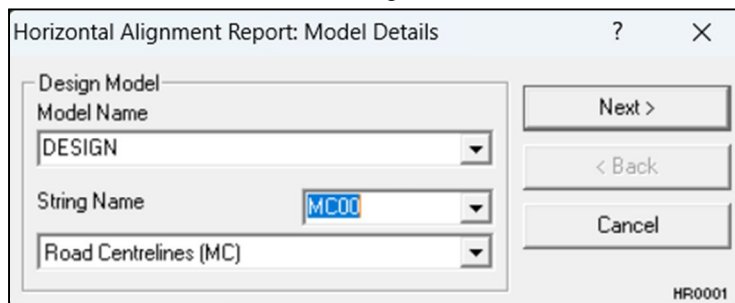 Horizontal Alignment Report: Model Details ? X
Design Model
Model Name
DESIGN
String Name MC00
Road Centrelines (MC)
Next >
< Back
Cancel
HR0001